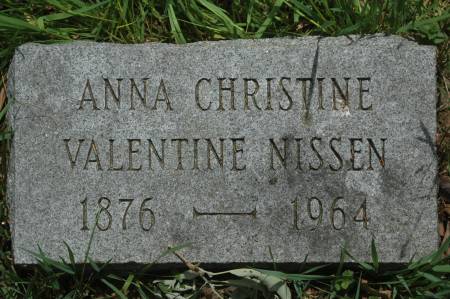 ANNA CHRISTINE
VALENTINE NISSEN
1876 — 1964